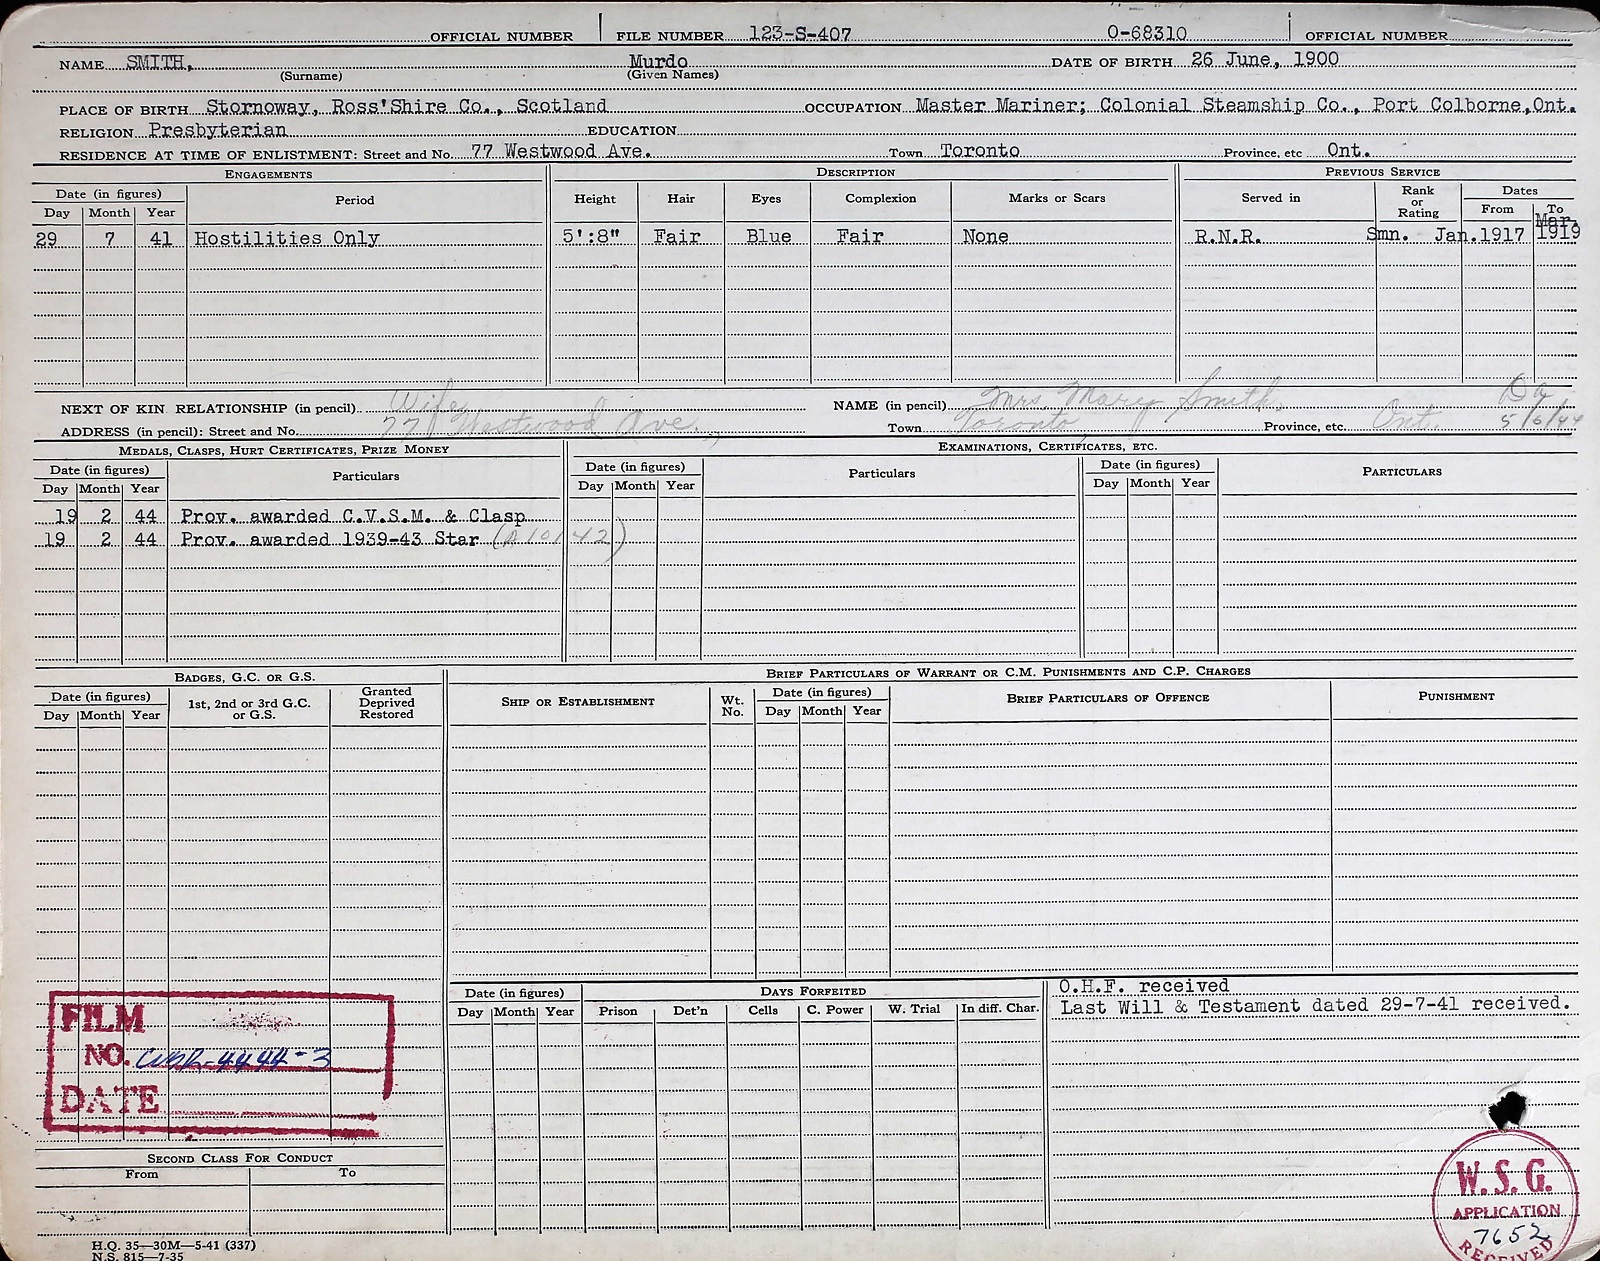 OFFICIAL NUMBER FILE NUMBER 123-S-407 O-68310 OFFICIAL NUMBER
NAME SMITH, Murdo DATE OF BIRTH 26 June, 1900
(Surname) (Given Names)
PLACE OF BIRTH Stornoway, Ross'Shire Co., Scotland OCCUPATION Master Mariner; Colonial Steamship Co., Port Colborne,Ont.
RELIGION Presbyterian EDUCATION
RESIDENCE AT TIME OF ENLISTMENT: Street and No. 77 Westwood Ave. Town Toronto Province, etc Ont.
ENGAGEMENTS DESCRIPTION PREVIOUS SERVICE
Date (in figures) Period Height Hair Eyes Complexion Marks or Scars Served in Rank or Rating Dates
Day Month Year From To
29 7 41 Hostilities Only 5':8" Fair Blue Fair None R.N.R. Smn. Jan.1917 Mar. 1919
NEXT OF KIN RELATIONSHIP (in pencil) Wife NAME (in pencil) Mrs. Mary Smith.
ADDRESS (in pencil): Street and No. 77 Westwood Ave., Town Toronto Province, etc. Ont. 5/6/44
MEDALS, CLASPS, HURT CERTIFICATES, PRIZE MONEY EXAMINATIONS, CERTIFICATES, ETC.
Date (in figures) Particulars Date (in figures) Particulars Date (in figures) PARTICULARS
Day Month Year Day Month Year Day Month Year
19 2 44 Prov. awarded C.V.S.M. & Clasp
19 2 44 Prov. awarded 1939-43 Star
BADGES, G.C. OR G.S. BRIEF PARTICULARS OF WARRANT OR C.M. PUNISHMENTS AND C.P. CHARGES
Date (in figures) 1st, 2nd or 3rd G.C. or G.S. Granted Deprived Restored SHIP OR ESTABLISHMENT Wt. No. Date (in figures) BRIEF PARTICULARS OF OFFENCE PUNISHMENT
Day Month Year Day Month Year
Date (in figures) DAYS FORFEITED O.H.F. received
Day Month Year Prison Det'n Cells C. Power W. Trial In diff. Char. Last Will & Testament dated 29-7-41 received.
FILM
NO. -4444-3
DATE
SECOND CLASS FOR CONDUCT
From To
W.S.G.
APPLICATION
7652
RECEIVED
H.Q. 35—30M—5-41 (337)
N.S. 815—7-35